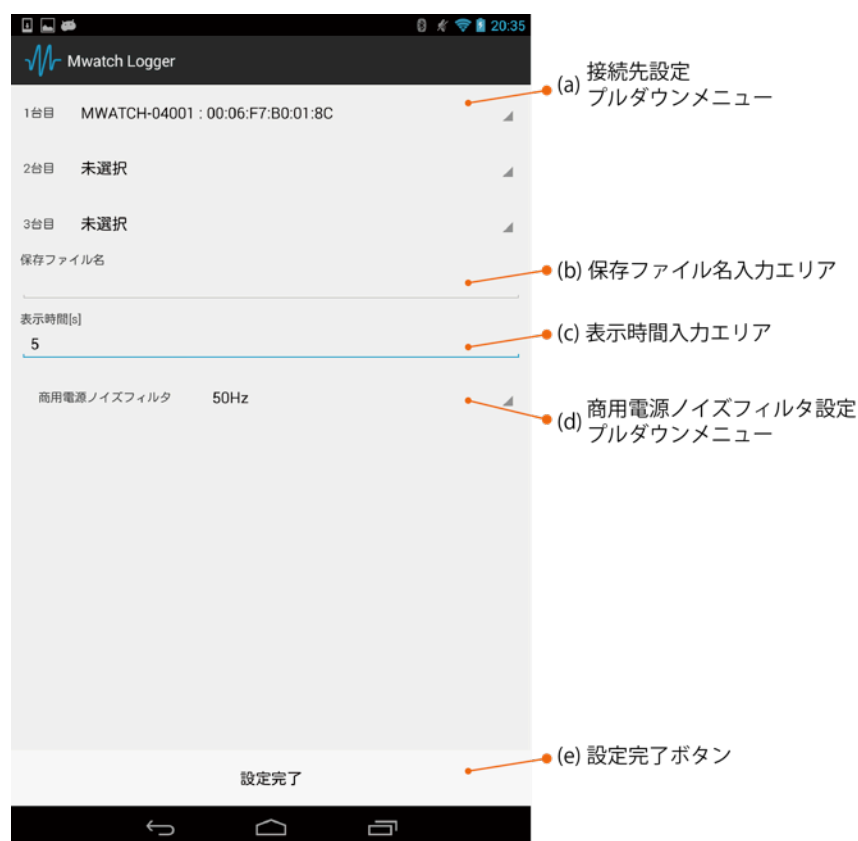 20:35
Mwatch Logger
1台目 MWATCH-04001 : 00:06:F7:B0:01:8C
2台目 未選択
3台目 未選択
保存ファイル名
表示時間[s]
5
商用電源ノイズフィルタ 50Hz
設定完了
(a) 接続先設定
プルダウンメニュー
(b) 保存ファイル名入力エリア
(c) 表示時間入力エリア
(d) 商用電源ノイズフィルタ設定
プルダウンメニュー
(e) 設定完了ボタン